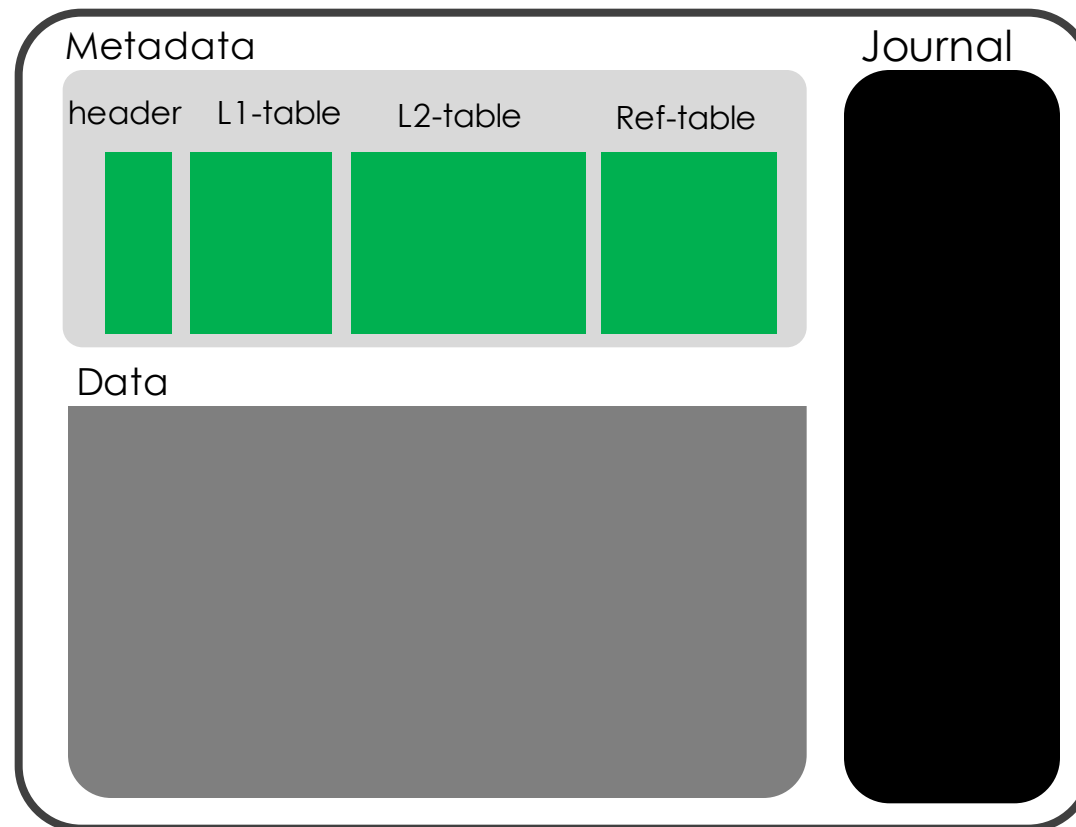 Metadata
Journal
header
L1-table
L2-table
Ref-table
Data